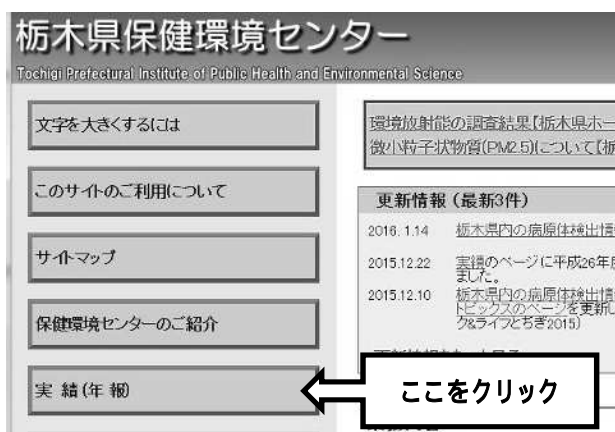 栃木県保健環境センター
Tochigi Prefectural Institute of Public Health and Environmental Science
文字を大きくするには
このサイトのご利用について
サイトマップ
保健環境センターのご紹介
実 績(年 報)
ここをクリック
環境放射能の調査結果【栃木県ホー
微小粒子状物質(PM2.5)について【栃
更新情報 (最新3件)
2016. 1.14 栃木県内の病原体検出情
2015.12.22 実績のページに平成26年度
ました。
2015.12.10 栃木県内の病原体検出情
トピックスのページを更新し
ク&ライフとちぎ2015)